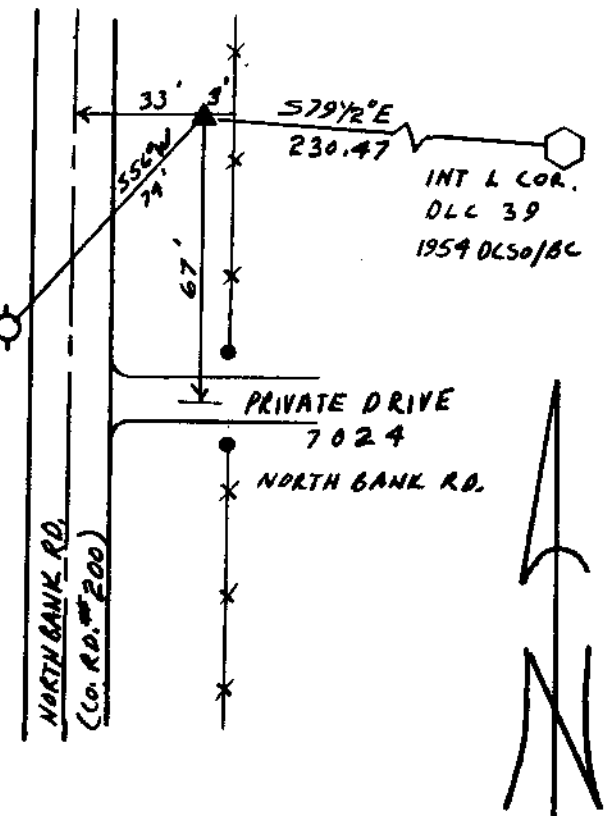 33'
3'
S79½°E
230.47
S56°W
74'
INT L COR.
DLC 39
1954 DCSO/BC
67'
PRIVATE DRIVE
7024
NORTH BANK RD.
NORTH BANK RD.
(CO. RD. #200)
N